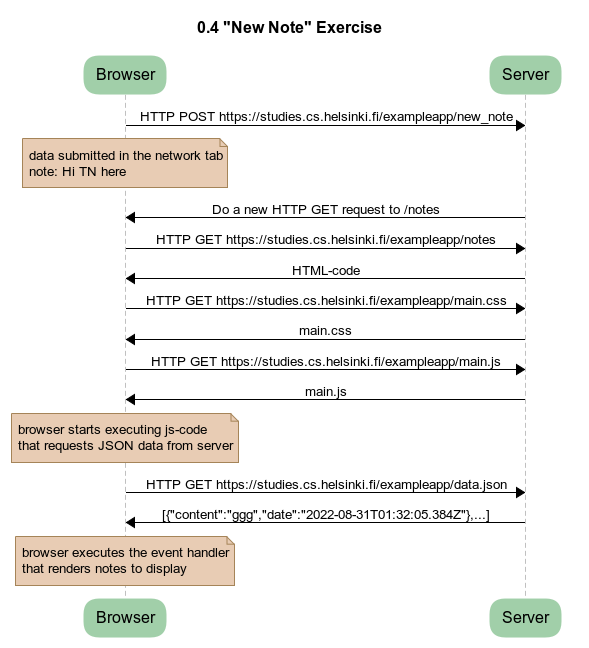 0.4 "New Note" Exercise
Browser
Server
HTTP POST https://studies.cs.helsinki.fi/exampleapp/new_note
data submitted in the network tab
note: Hi TN here
Do a new HTTP GET request to /notes
HTTP GET https://studies.cs.helsinki.fi/exampleapp/notes
HTML-code
HTTP GET https://studies.cs.helsinki.fi/exampleapp/main.css
main.css
HTTP GET https://studies.cs.helsinki.fi/exampleapp/main.js
main.js
browser starts executing js-code
that requests JSON data from server
HTTP GET https://studies.cs.helsinki.fi/exampleapp/data.json
[{"content":"ggg","date":"2022-08-31T01:32:05.384Z"},...]
browser executes the event handler
that renders notes to display
Browser
Server